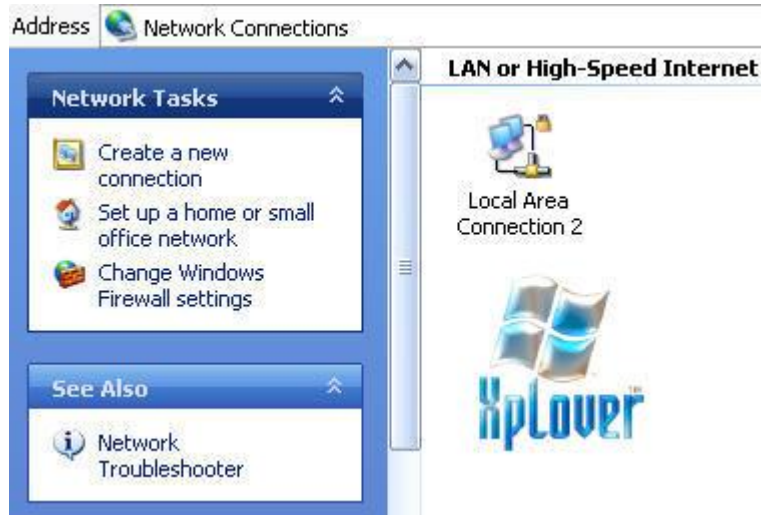 Address Network Connections
Network Tasks
Create a new
connection
Set up a home or small
office network
Change Windows
Firewall settings
See Also
Network
Troubleshooter
LAN or High-Speed Internet
Local Area
Connection 2
XpLover™